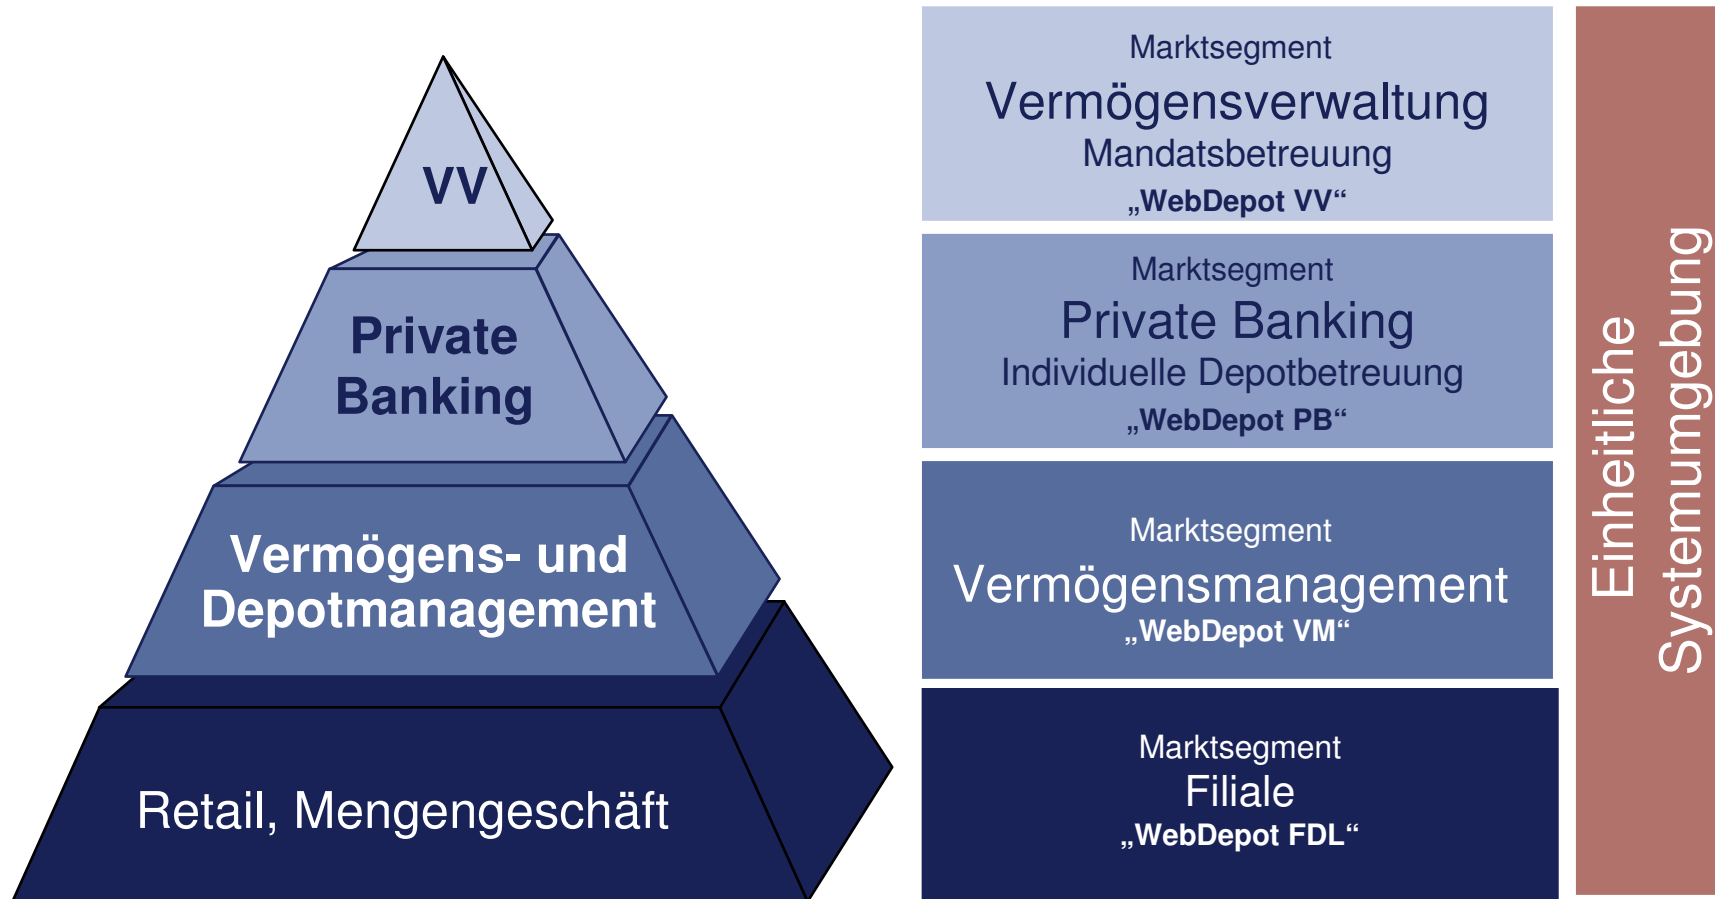 VV
Private
Banking
Vermögens- und
Depotmanagement
Retail, Mengengeschäft
Marktsegment
Vermögensverwaltung
Mandatsbetreuung
„WebDepot VV“
Marktsegment
Private Banking
Individuelle Depotbetreuung
„WebDepot PB“
Marktsegment
Vermögensmanagement
„WebDepot VM“
Marktsegment
Filiale
„WebDepot FDL“
Einheitliche
Systemumgebung